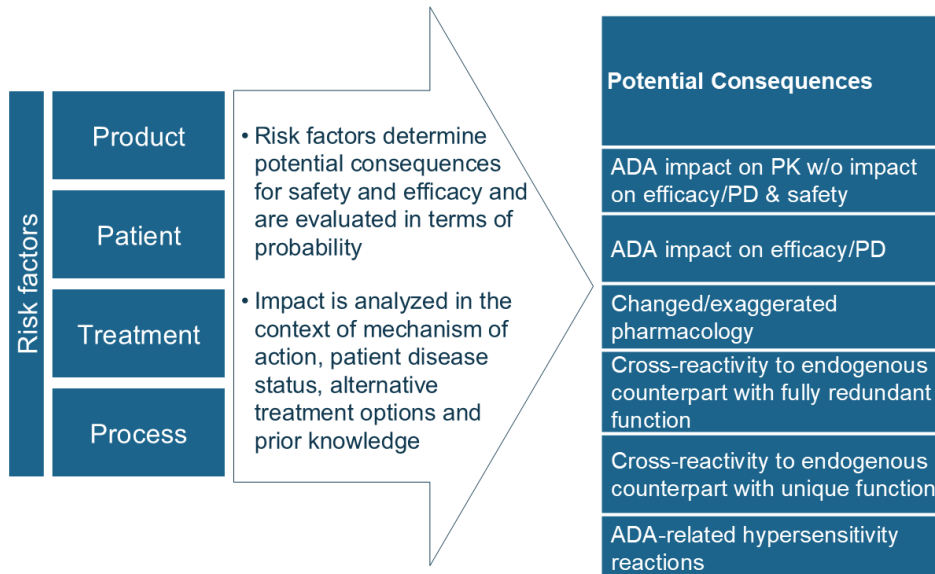 Risk factors
Product
Patient
Treatment
Process
• Risk factors determine
potential consequences
for safety and efficacy and
are evaluated in terms of
probability
• Impact is analyzed in the
context of mechanism of
action, patient disease
status, alternative
treatment options and
prior knowledge
Potential Consequences
ADA impact on PK w/o impact
on efficacy/PD & safety
ADA impact on efficacy/PD
Changed/exaggerated
pharmacology
Cross-reactivity to endogenous
counterpart with fully redundant
function
Cross-reactivity to endogenous
counterpart with unique function
ADA-related hypersensitivity
reactions